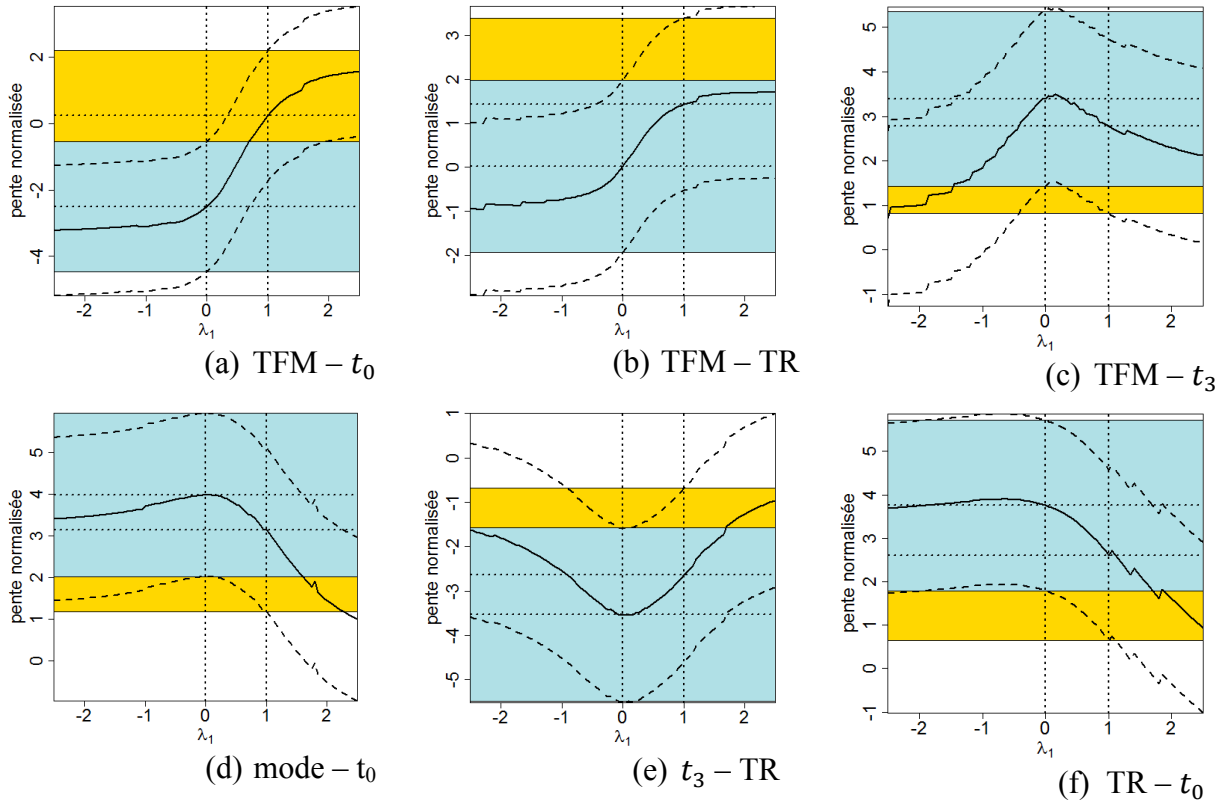 pente normalisée
2
0
-2
-4
-2 -1 0 1 2
λ1
(a) TFM – t0
pente normalisée
3
2
1
0
-1
-2
-2 -1 0 1 2
λ1
(b) TFM – TR
pente normalisée
5
4
3
2
1
0
-1
-2 -1 0 1 2
λ1
(c) TFM – t3
pente normalisée
5
4
3
2
1
0
-2 -1 0 1 2
λ1
(d) mode – t0
pente normalisée
1
0
-1
-2
-3
-4
-5
-2 -1 0 1 2
λ1
(e) t3 – TR
pente normalisée
5
4
3
2
1
0
-1
-2 -1 0 1 2
λ1
(f) TR – t0